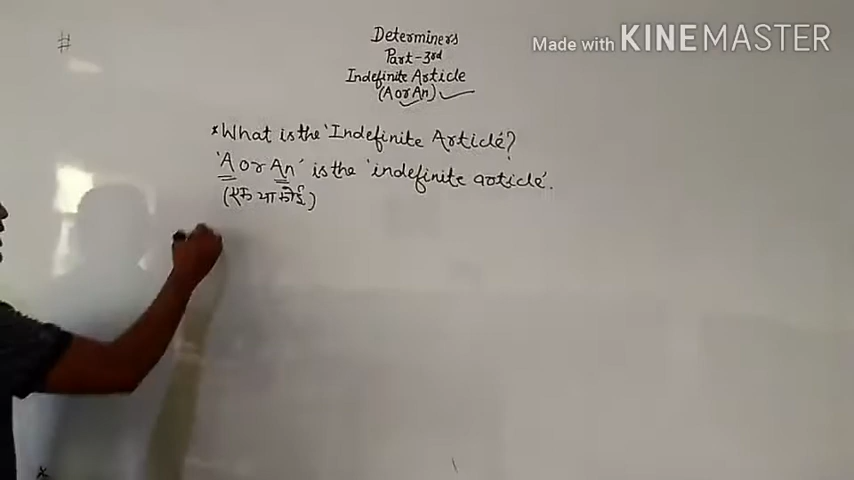 #
Determiners
Made with KINEMASTER
Part-3rd
Indefinite Article
(A or An)
*What is the 'Indefinite Article'?
'A or An' is the 'indefinite article'.
(एक या कोई)